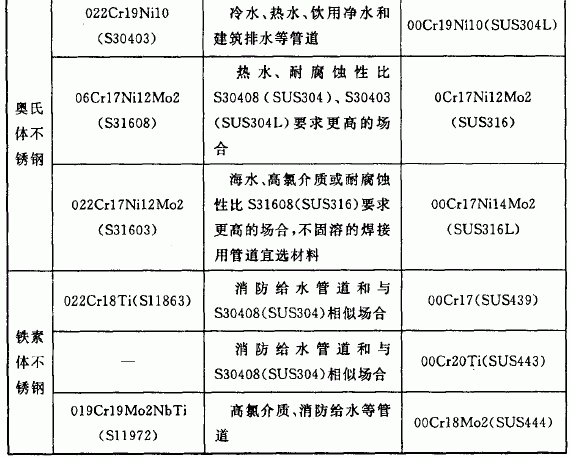 022Cr19Ni10
(S30403)
冷水、热水、饮用净水和
建筑排水等管道
00Cr19Ni10(SUS304L)
奥氏
体不
锈钢
06Cr17Ni12Mo2
(S31608)
热水、耐腐蚀性比
S30408(SUS304)、S30403
(SUS304L)要求更高的场
合
0Cr17Ni12Mo2
(SUS316)
022Cr17Ni12Mo2
(S31603)
海水、高氯介质或耐腐蚀
性比S31608(SUS316)要求
更高的场合,不固溶的焊接
用管道宜选材料
00Cr17Ni14Mo2
(SUS316L)
铁素
体不
锈钢
022Cr18Ti(S11863)
消防给水管道和与
S30408(SUS304)相似场合
00Cr17(SUS439)
—
消防给水管道和与
S30408(SUS304)相似场合
00Cr20Ti(SUS443)
019Cr19Mo2NbTi
(S11972)
高氯介质、消防给水等管
道
00Cr18Mo2(SUS444)